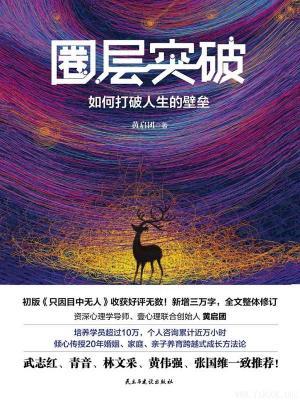 圈层突破
如何打破人生的壁垒
黄启团 著
初版《只因目中无人》收获好评无数！新增三万字，全文整体修订
资深心理学导师、壹心理联合创始人 黄启团
培养学员超过10万，个人咨询累计近万小时
倾心传授20年婚姻、家庭、亲子养育跨越式成长方法论
武志红、青音、林文采、黄伟强、张国维一致推荐！
民主与建设出版社